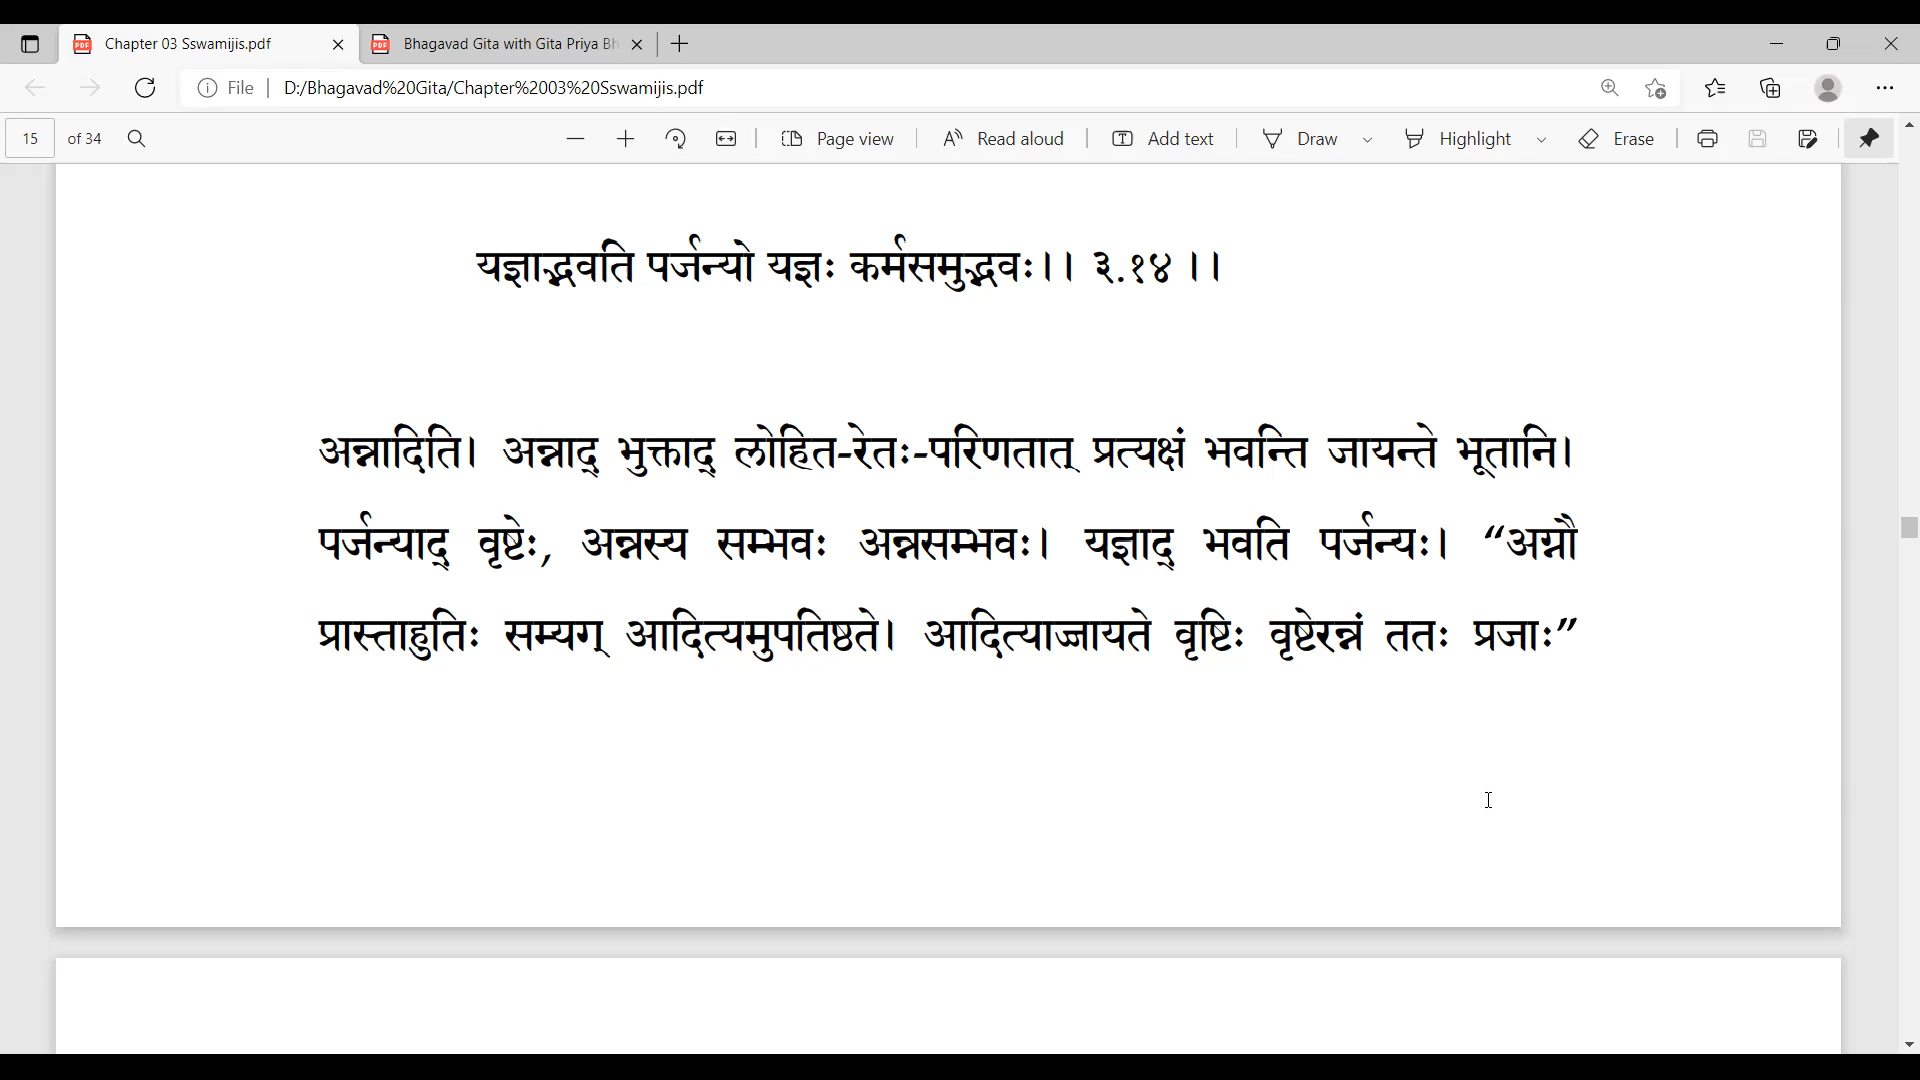 Chapter 03 Sswamijis.pdf
Bhagavad Gita with Gita Priya Bh
File
D:/Bhagavad%20Gita/Chapter%2003%20Sswamijis.pdf
15 of 34
Page view
Read aloud
Add text
Draw
Highlight
Erase
यज्ञाद्भवति पर्जन्यो यज्ञः कर्मसमुद्भवः।। ३.१४ ।।
अन्नादिति। अन्नाद् भुक्ताद् लोहित-रेतः-परिणतात् प्रत्यक्षं भवन्ति जायन्ते भूतानि।
पर्जन्याद् वृष्टेः, अन्नस्य सम्भवः अन्नसम्भवः। यज्ञाद् भवति पर्जन्यः। “अग्नौ
प्रास्ताहुतिः सम्यग् आदित्यमुपतिष्ठते। आदित्याज्जायते वृष्टिः वृष्टेरन्नं ततः प्रजाः”